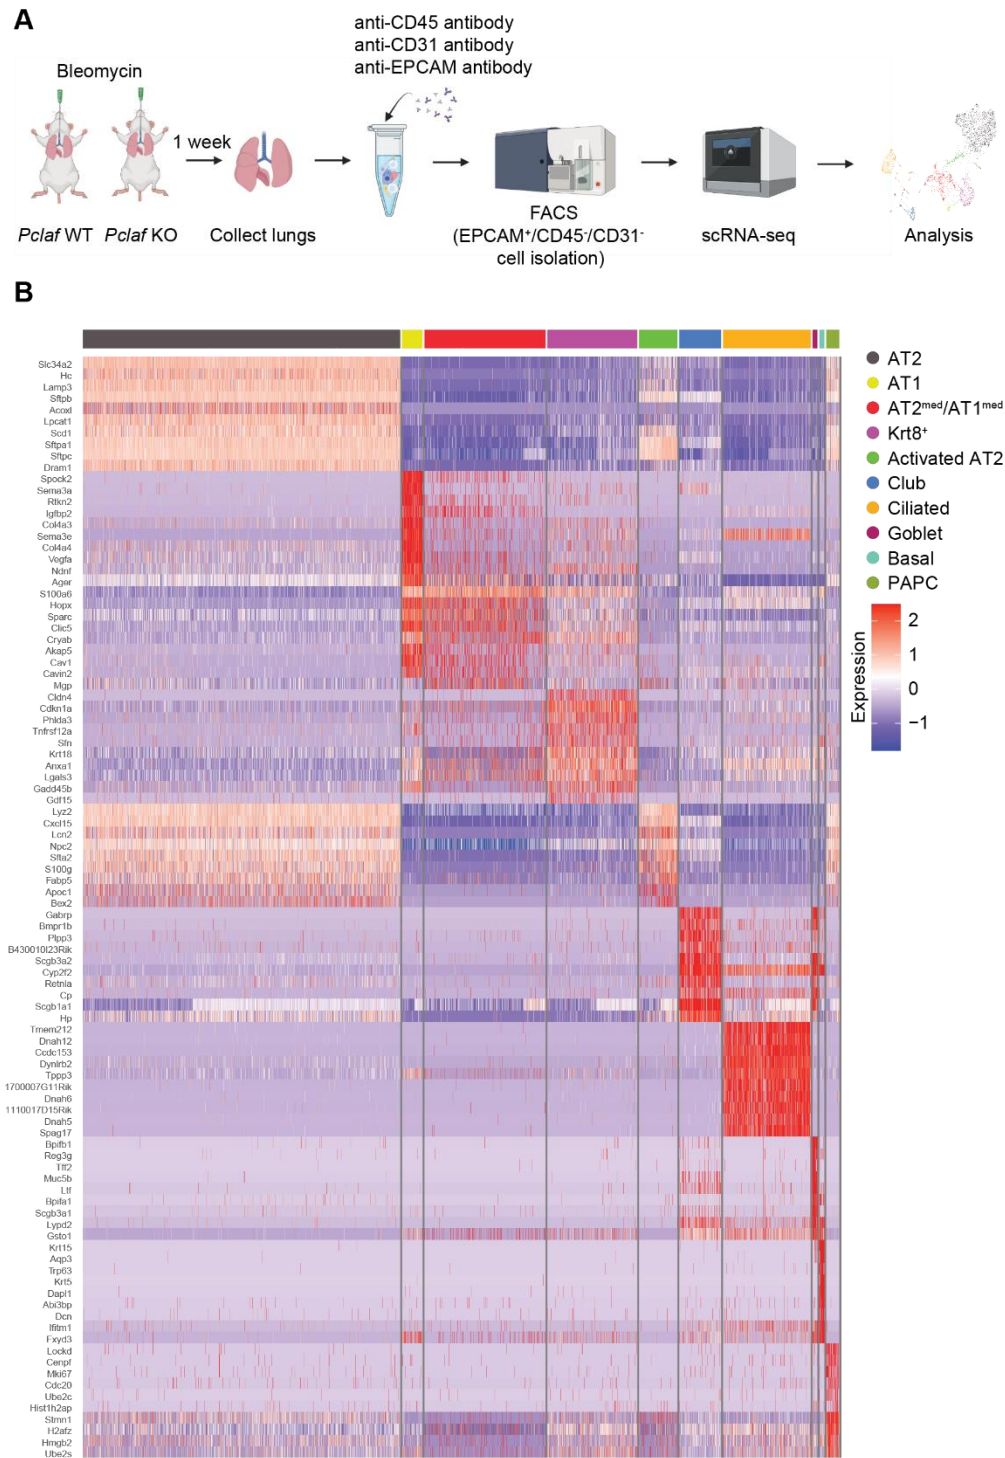 A
anti-CD45 antibody
anti-CD31 antibody
anti-EPCAM antibody
Bleomycin
1 week
Pclaf WT
Pclaf KO
Collect lungs
FACS
(EPCAM⁺/CD45⁻/CD31⁻
cell isolation)
scRNA-seq
Analysis
B
Slc34a2
Hc
Lamp3
Sftpb
Acoxl
Lpcat1
Scd1
Sftpa1
Sftpc
Dram1
Spock2
Sema3a
Rtkn2
Igfbp2
Col4a3
Sema3e
Col4a4
Vegfa
Ndnf
Ager
S100a6
Hopx
Sparc
Clic5
Cryab
Akap5
Cav1
Cavin2
Mgp
Cldn4
Cdkn1a
Phlda3
Tnfrsf12a
Sfn
Krt18
Anxa1
Lgals3
Gadd45b
Gdf15
Lyz2
Cxcl15
Lcn2
Npc2
Sfta2
S100g
Fabp5
Apoc1
Bex2
Gabrp
Bmpr1b
Plpp3
B430010I23Rik
Scgb3a2
Cyp2f2
Retnla
Cp
Scgb1a1
Hp
Tmem212
Dnah12
Ccdc153
Dynlrb2
Tppp3
1700007G11Rik
Dnah6
1110017D15Rik
Dnah5
Spag17
Bpifb1
Reg3g
Tff2
Muc5b
Ltf
Bpifa1
Scgb3a1
Lypd2
Gsto1
Krt15
Aqp3
Trp63
Krt5
Dapl1
Abi3bp
Dcn
Ifitm1
Fxyd3
Lockd
Cenpf
Mki67
Cdc20
Ube2c
Hist1h2ap
Stmn1
H2afz
Hmgb2
Ube2s
AT2
AT1
AT2ᵐᵉᵈ/AT1ᵐᵉᵈ
Krt8⁺
Activated AT2
Club
Ciliated
Goblet
Basal
PAPC
Expression
2
1
0
−1